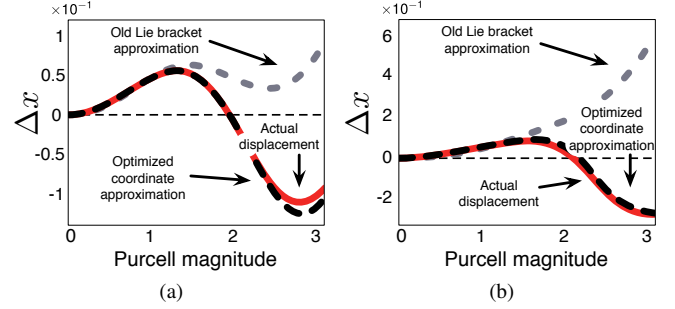 ×10⁻¹
1
0.5
0
-0.5
-1
Δx
Old Lie bracket
approximation
Actual
displacement
Optimized
coordinate
approximation
0 1 2 3
Purcell magnitude
(a)
×10⁻¹
6
4
2
0
-2
Δx
Old Lie bracket
approximation
Optimized
coordinate
approximation
Actual
displacement
0 1 2 3
Purcell magnitude
(b)